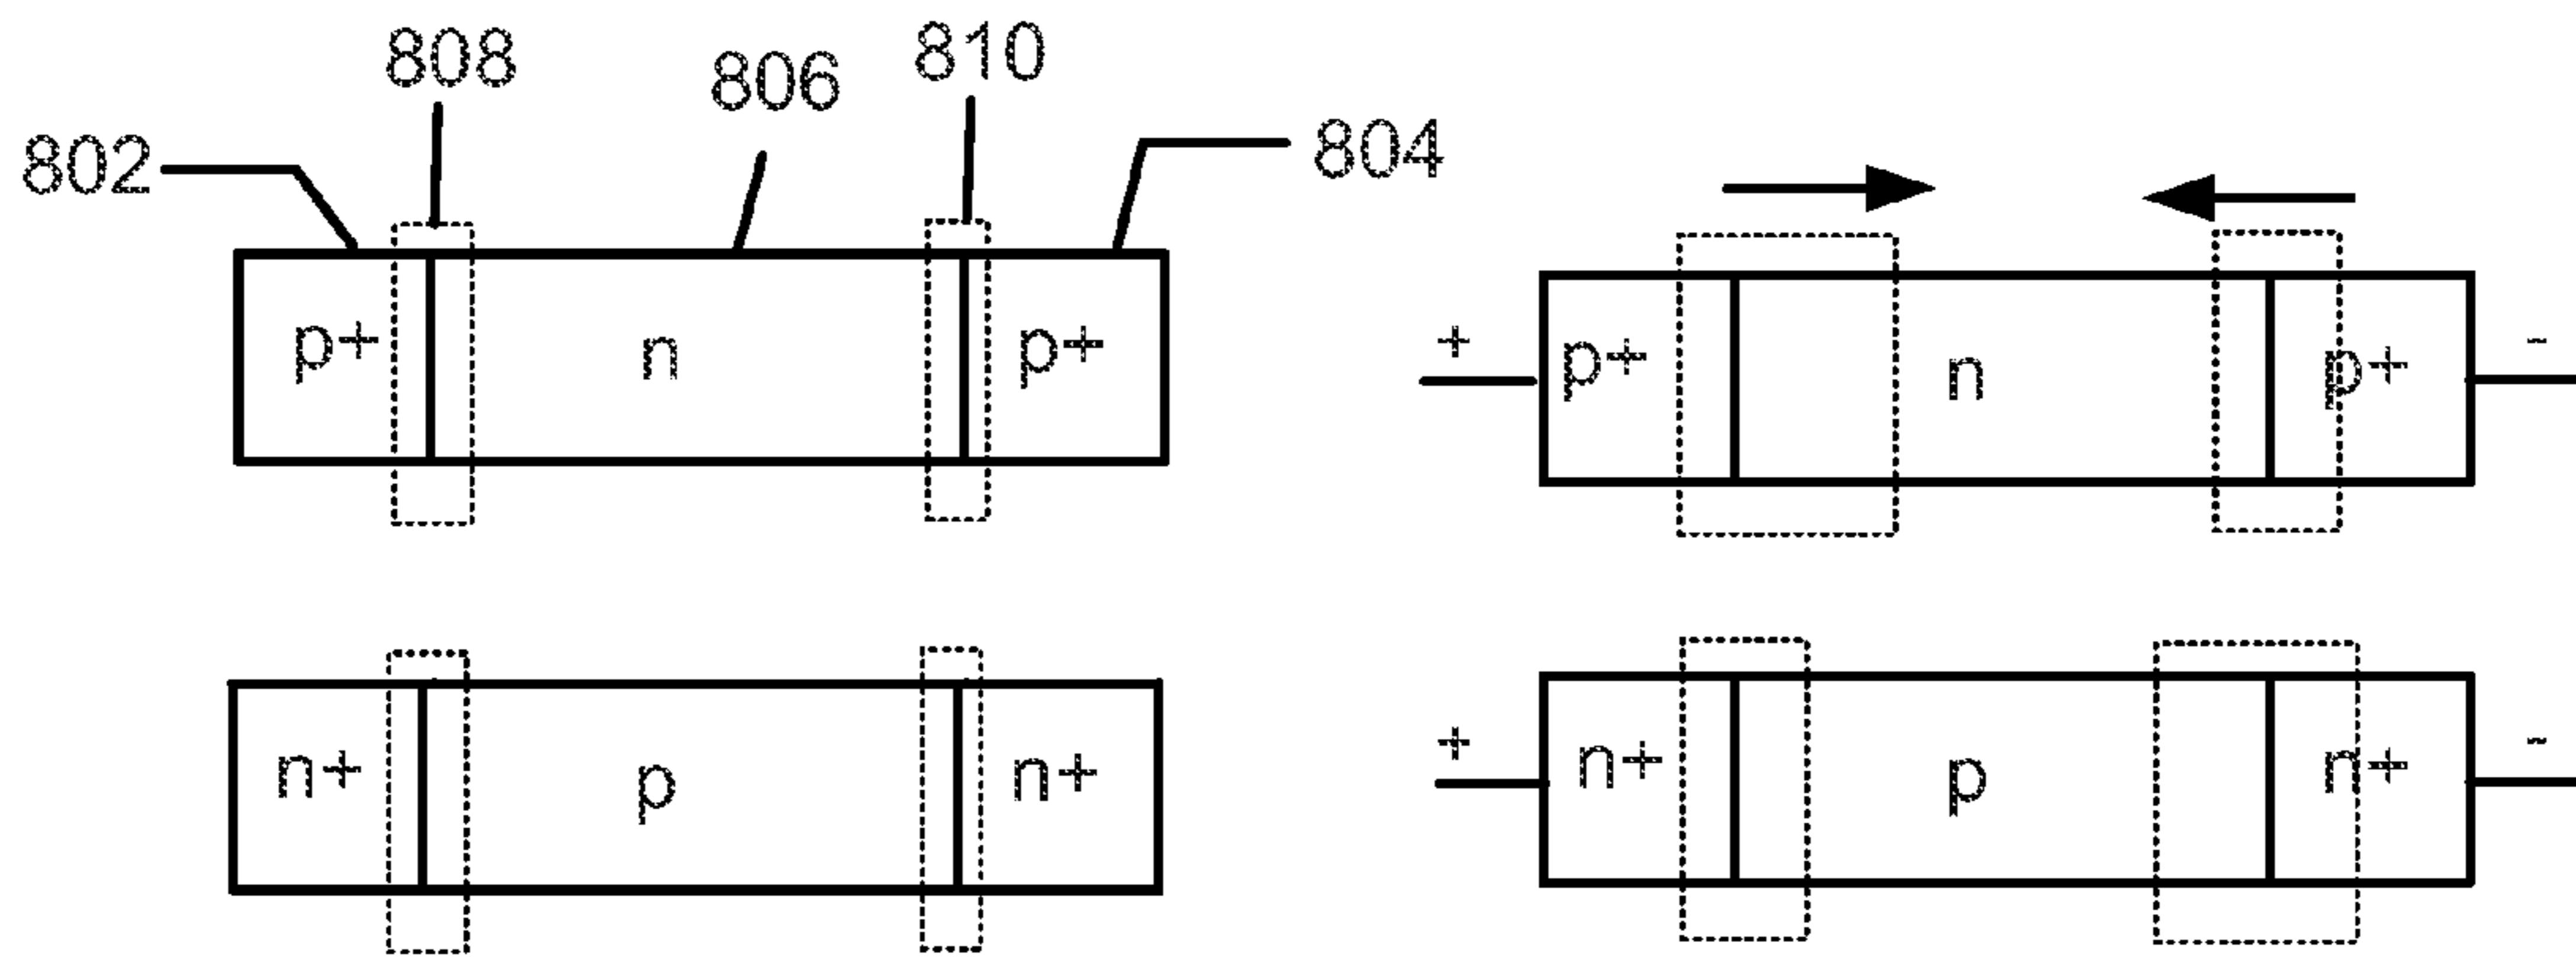 808 806 810
802 804
p+ n p+
+ p+ n p+ -
n+ p n+
+ n+ p n+ -